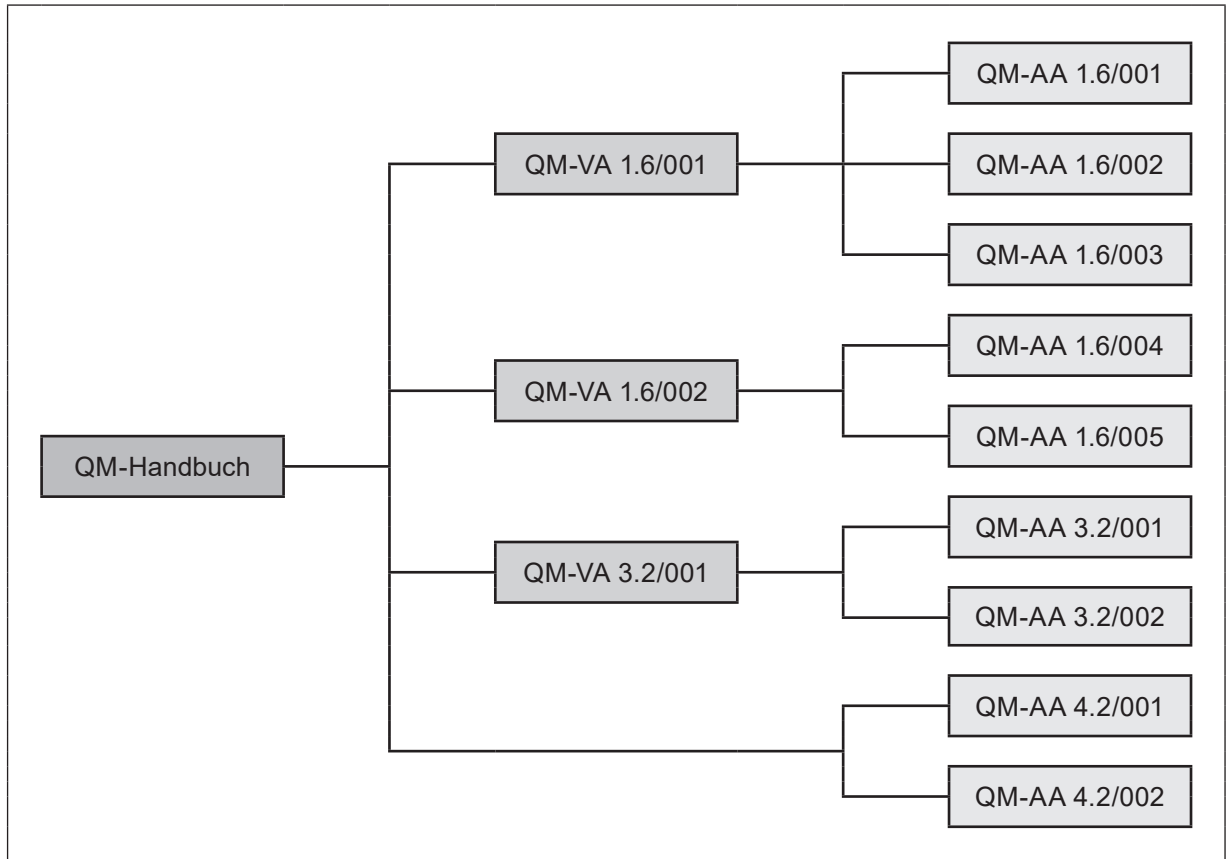 QM-Handbuch
QM-VA 1.6/001
QM-VA 1.6/002
QM-VA 3.2/001
QM-AA 1.6/001
QM-AA 1.6/002
QM-AA 1.6/003
QM-AA 1.6/004
QM-AA 1.6/005
QM-AA 3.2/001
QM-AA 3.2/002
QM-AA 4.2/001
QM-AA 4.2/002